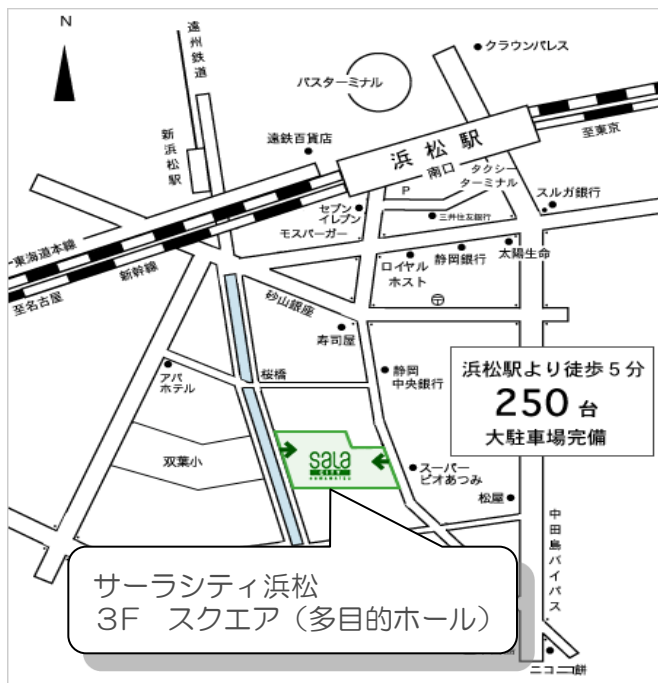 N
遠州鉄道
クラウンパレス
バスターミナル
新浜松駅
遠鉄百貨店
浜松駅
南口
至東京
P
タクシー
ターミナル
スルガ銀行
セブン
イレブン
三井住友銀行
モスバーガー
東海道本線
新幹線
至名古屋
ロイヤル
ホスト
静岡銀行
太陽生命
〒
砂山銀座
寿司屋
桜橋
アパ
ホテル
静岡
中央銀行
浜松駅より徒歩5分
250台
大駐車場完備
双葉小
sala
CITY
HAMAMATSU
スーパー
ビオあつみ
松屋
中田島バイパス
サーラシティ浜松
3F　スクエア（多目的ホール）
ニコニコ餅